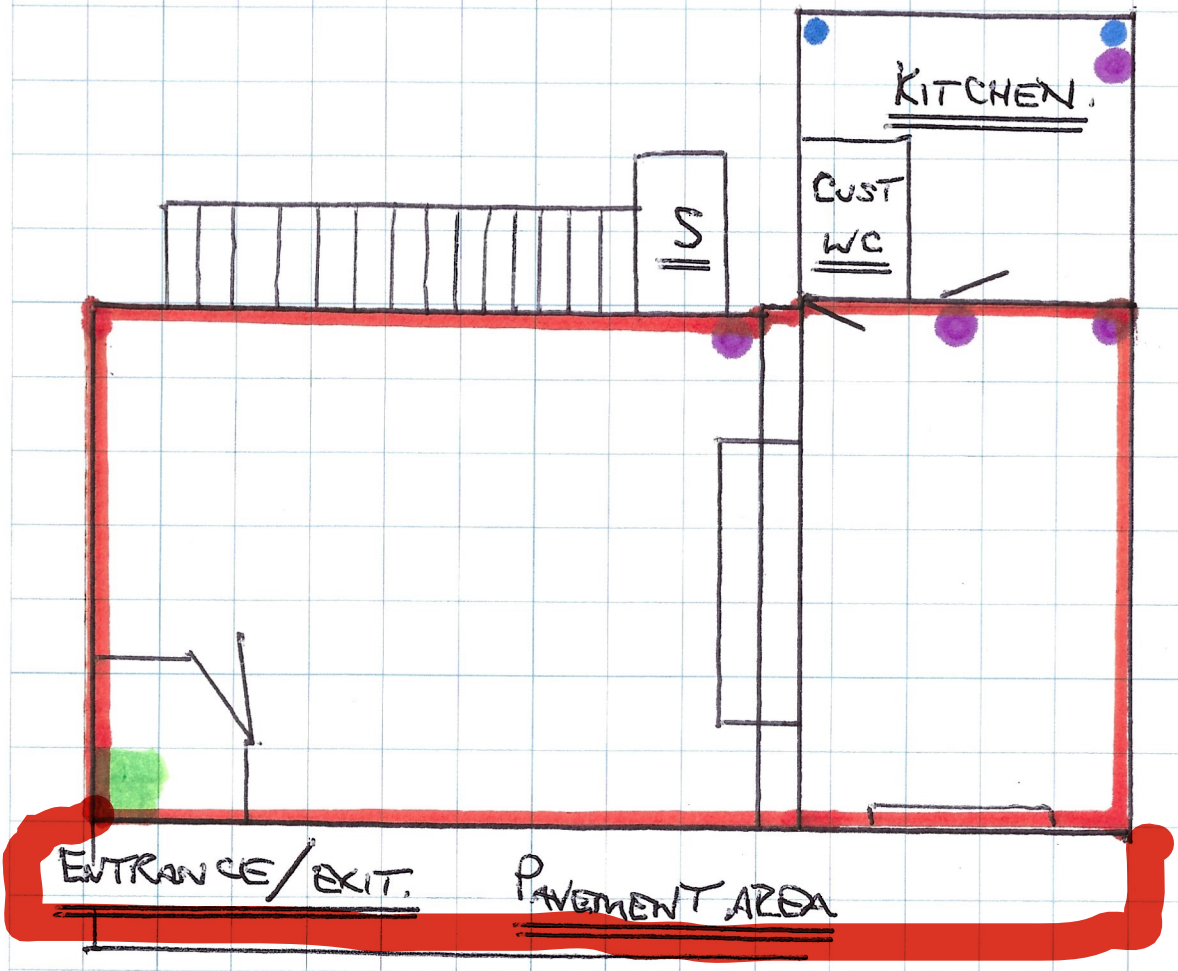 KITCHEN.
CUST
WC
S
ENTRANCE/EXIT.
PAVEMENT AREA